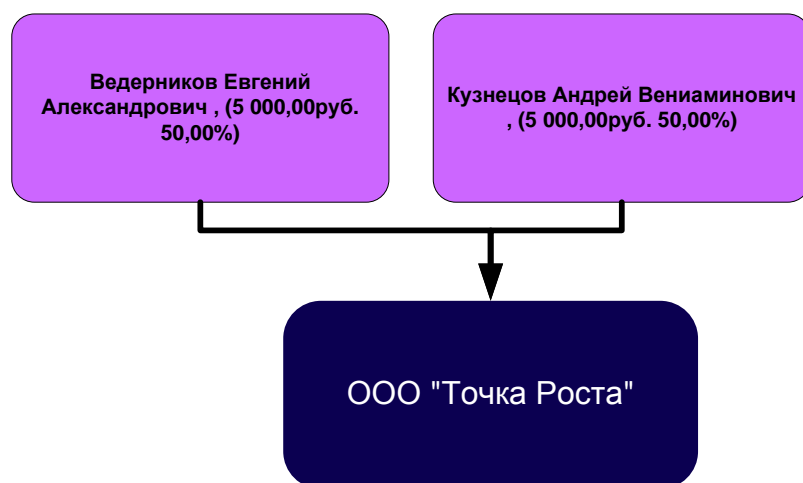 Ведерников Евгений
Александрович , (5 000,00руб.
50,00%)
Кузнецов Андрей Вениаминович
, (5 000,00руб. 50,00%)
ООО "Точка Роста"